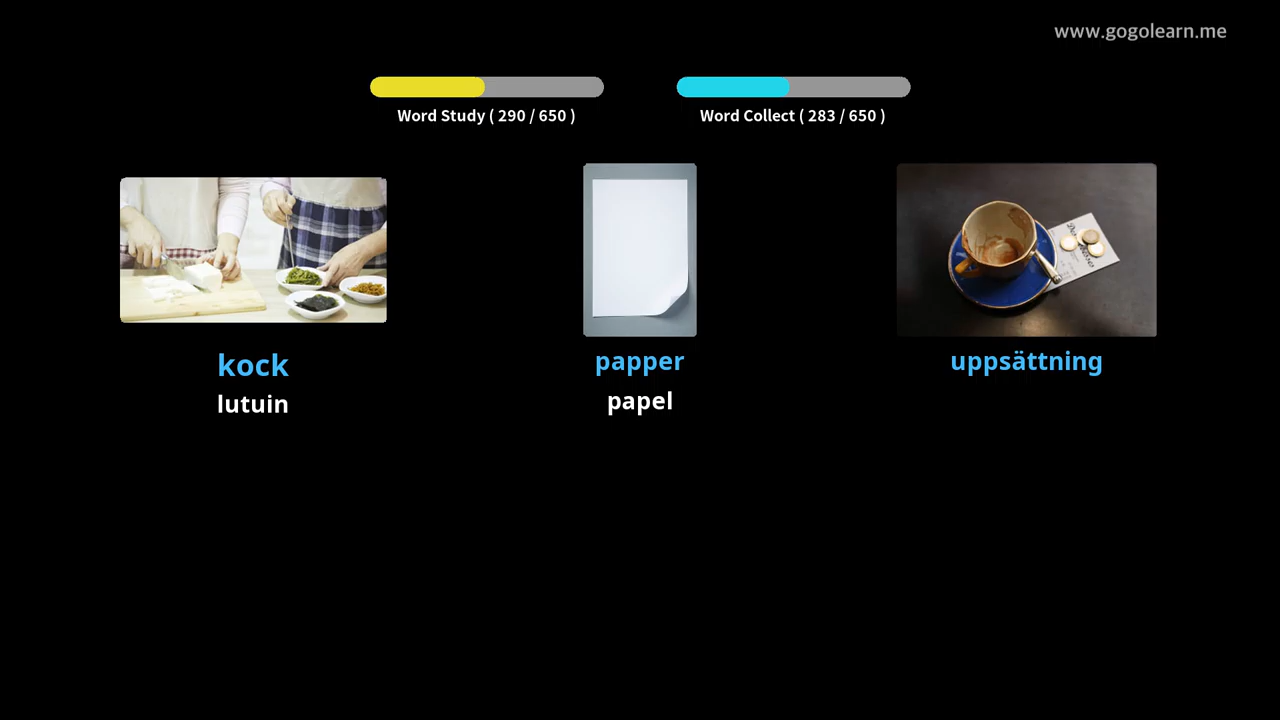 www.gogolearn.me
Word Study ( 290 / 650 )
Word Collect ( 283 / 650 )
kock
lutuin
papper
papel
uppsättning